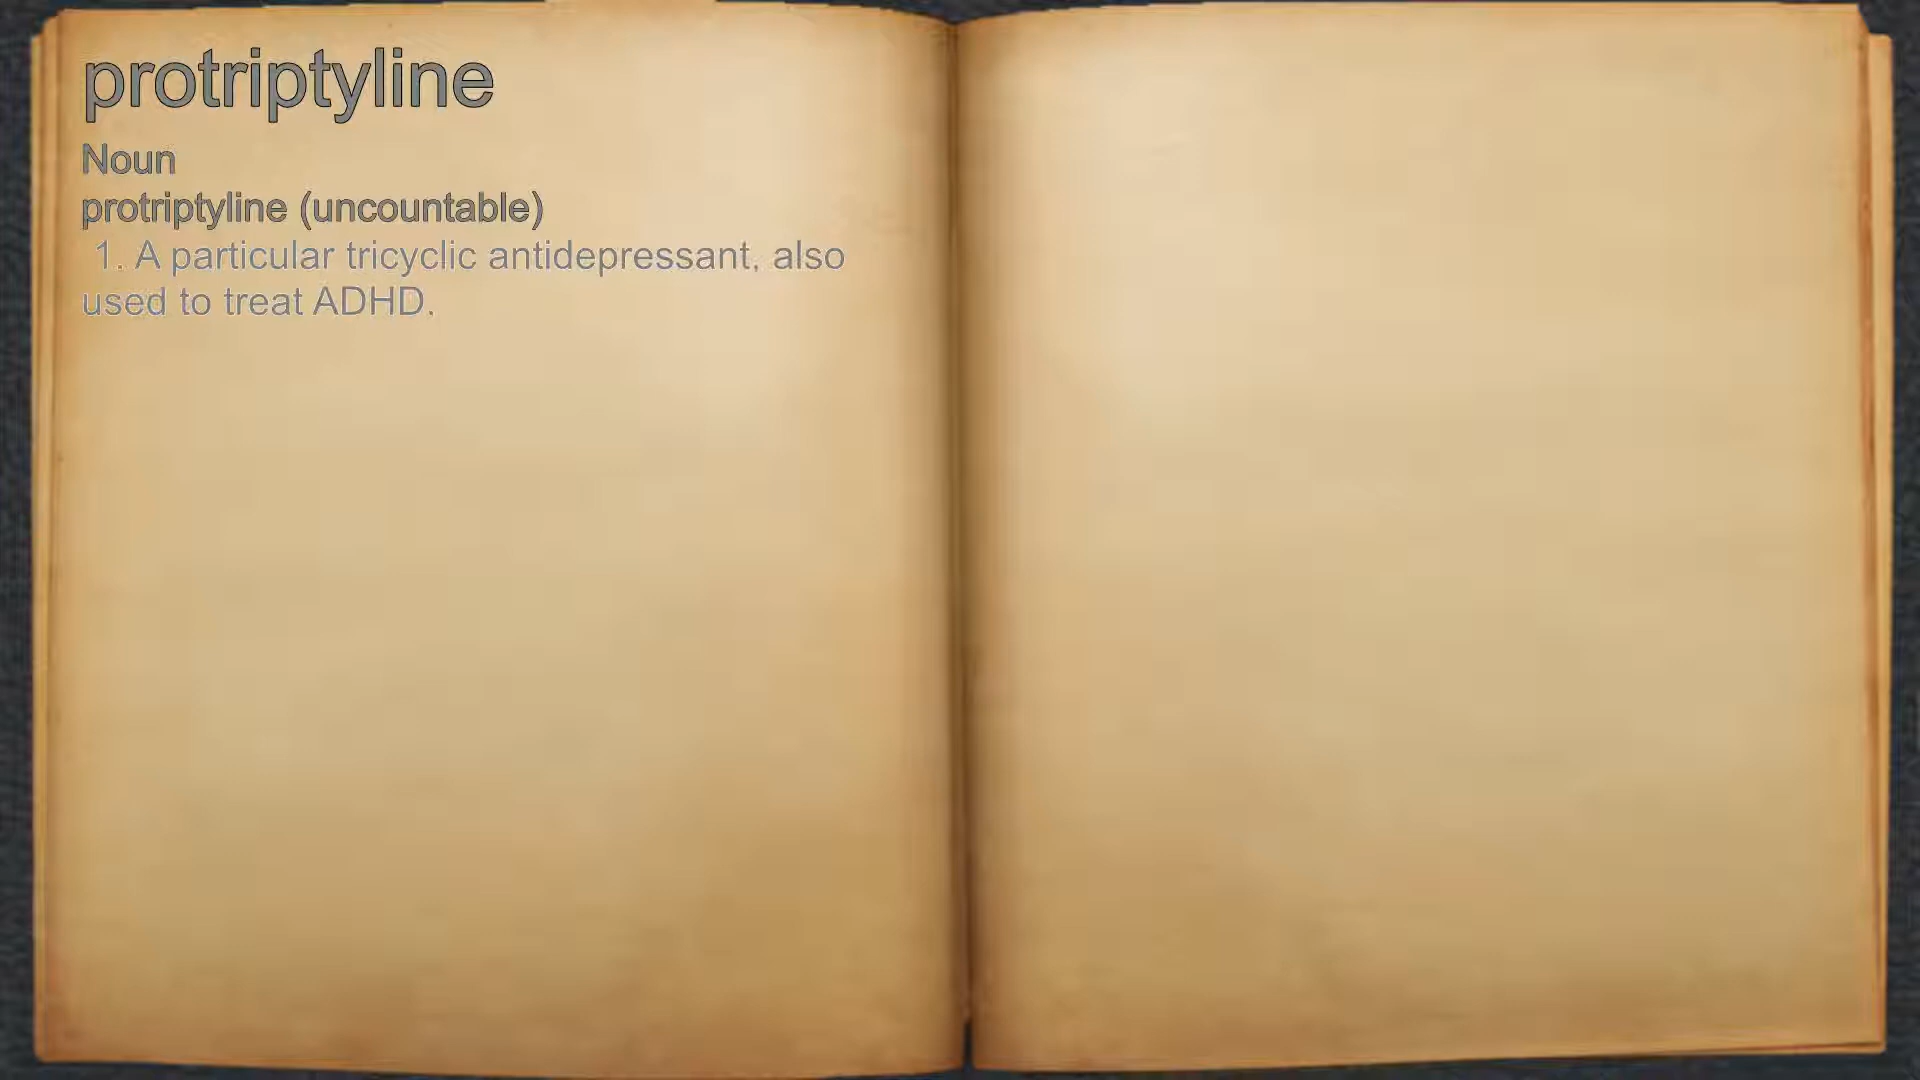 protriptyline
Noun
protriptyline (uncountable)
1. A particular tricyclic antidepressant, also
used to treat ADHD.